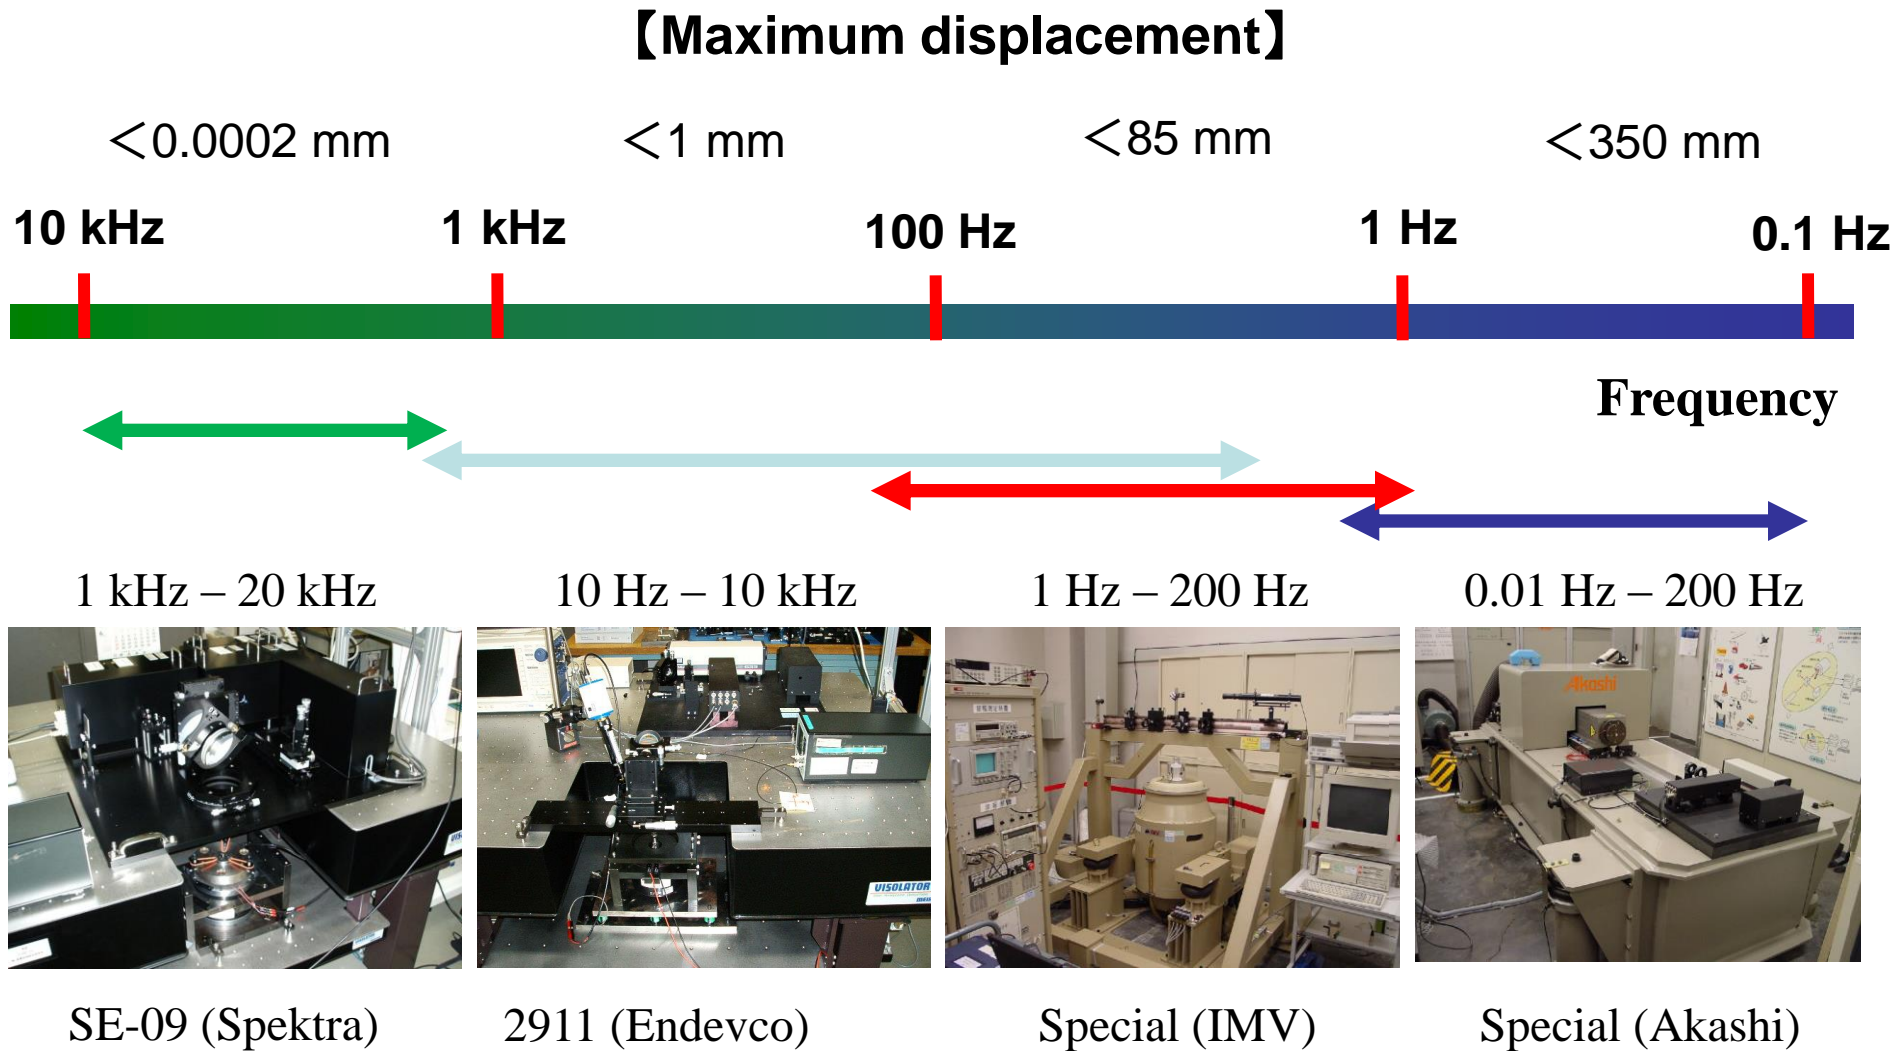 【Maximum displacement】
＜0.0002 mm ＜1 mm ＜85 mm ＜350 mm
10 kHz 1 kHz 100 Hz 1 Hz 0.1 Hz
Frequency
1 kHz – 20 kHz 10 Hz – 10 kHz 1 Hz – 200 Hz 0.01 Hz – 200 Hz
Akashi
VISOLATOR
SE-09 (Spektra) 2911 (Endevco) Special (IMV) Special (Akashi)